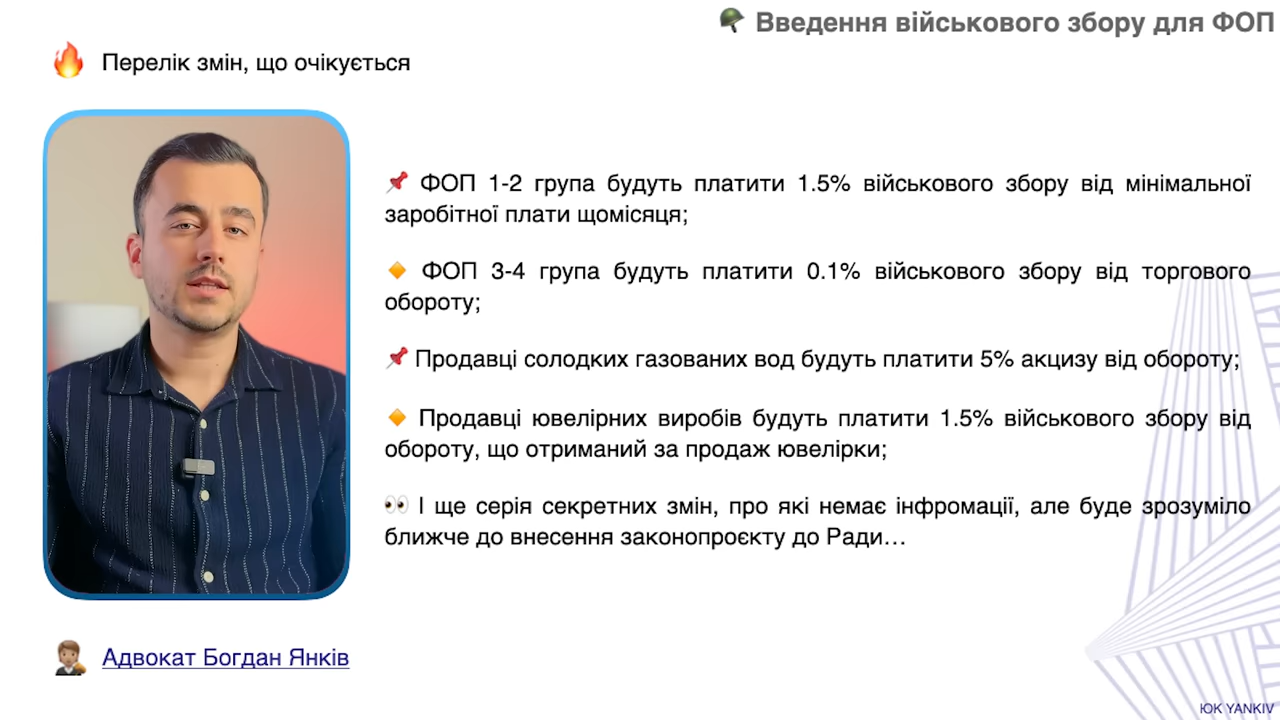 🪖 Введення військового збору для ФОП
🔥 Перелік змін, що очікується
📌 ФОП 1-2 група будуть платити 1.5% військового збору від мінімальної
заробітної плати щомісяця;
🔸 ФОП 3-4 група будуть платити 0.1% військового збору від торгового
обороту;
📌 Продавці солодких газованих вод будуть платити 5% акцизу від обороту;
🔸 Продавці ювелірних виробів будуть платити 1.5% військового збору від
обороту, що отриманий за продаж ювелірки;
👀 І ще серія секретних змін, про які немає інфромації, але буде зрозуміло
ближче до внесення законопроєкту до Ради...
Адвокат Богдан Янків
ЮК YANKIV